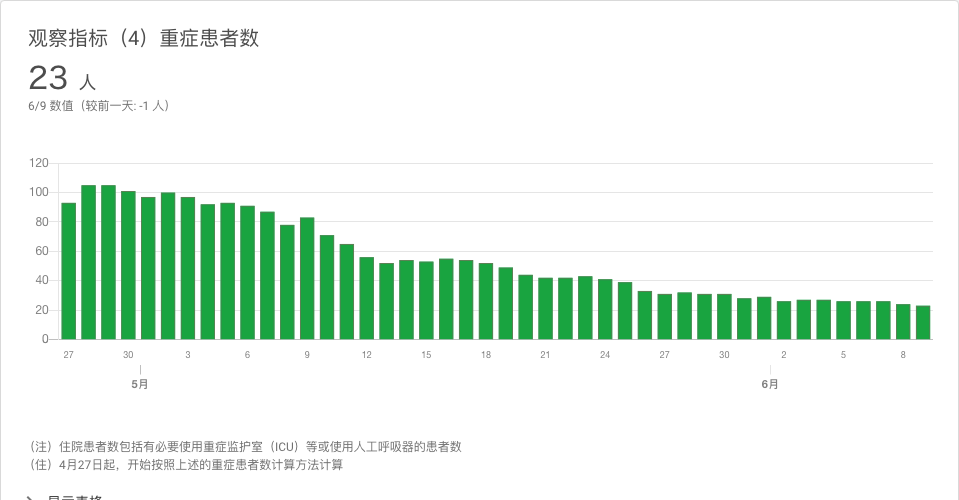 观察指标（4）重症患者数
23 人
6/9 数值（较前一天: -1 人）
120
100
80
60
40
20
0
27 30 3 6 9 12 15 18 21 24 27 30 2 5 8
5月 6月
（注）住院患者数包括有必要使用重症监护室（ICU）等或使用人工呼吸器的患者数
（住）4月27日起，开始按照上述的重症患者数计算方法计算
显示表格